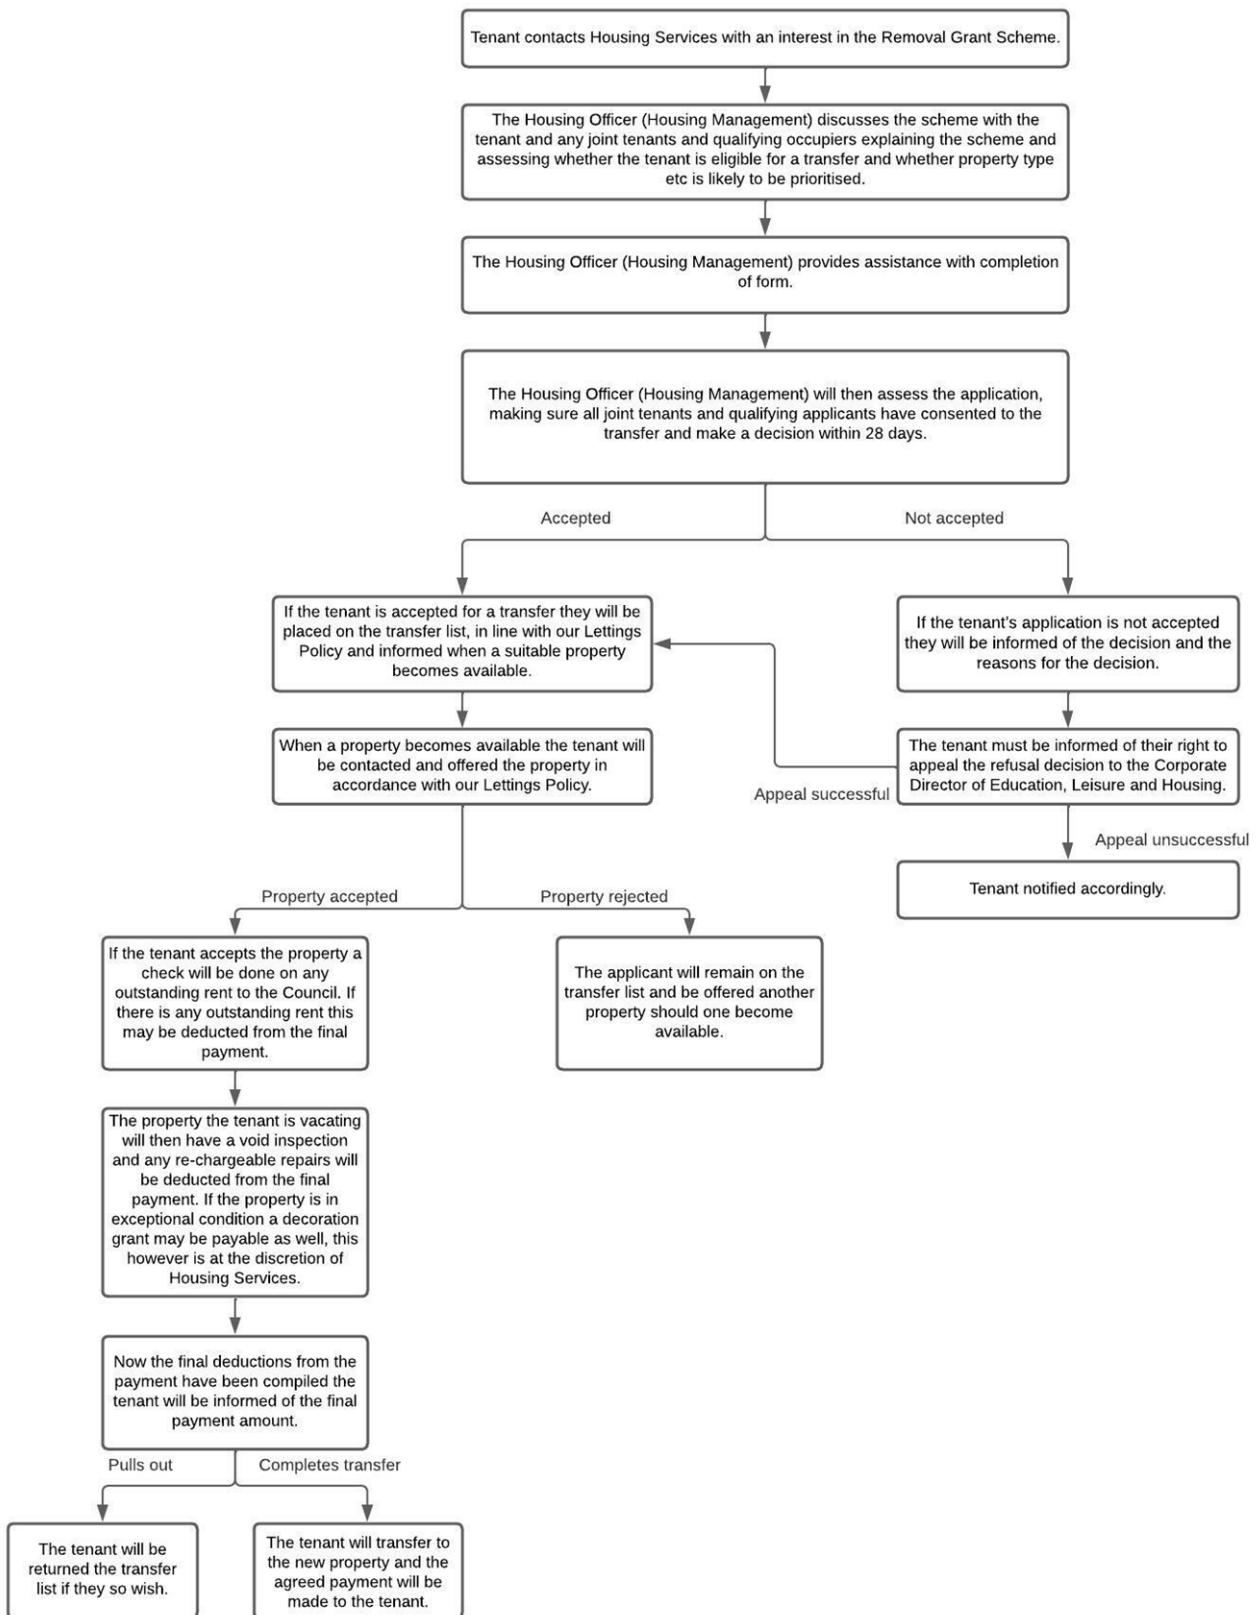 Tenant contacts Housing Services with an interest in the Removal Grant Scheme.
The Housing Officer (Housing Management) discusses the scheme with the
tenant and any joint tenants and qualifying occupiers explaining the scheme and
assessing whether the tenant is eligible for a transfer and whether property type
etc is likely to be prioritised.
The Housing Officer (Housing Management) provides assistance with completion
of form.
The Housing Officer (Housing Management) will then assess the application,
making sure all joint tenants and qualifying applicants have consented to the
transfer and make a decision within 28 days.
Accepted
Not accepted
If the tenant is accepted for a transfer they will be
placed on the transfer list, in line with our Lettings
Policy and informed when a suitable property
becomes available.
If the tenant's application is not accepted
they will be informed of the decision and the
reasons for the decision.
When a property becomes available the tenant will
be contacted and offered the property in
accordance with our Lettings Policy.
The tenant must be informed of their right to
appeal the refusal decision to the Corporate
Director of Education, Leisure and Housing.
Appeal successful
Appeal unsuccessful
Tenant notified accordingly.
Property accepted
Property rejected
If the tenant accepts the property a
check will be done on any
outstanding rent to the Council. If
there is any outstanding rent this
may be deducted from the final
payment.
The applicant will remain on the
transfer list and be offered another
property should one become
available.
The property the tenant is vacating
will then have a void inspection
and any re-chargeable repairs will
be deducted from the final
payment. If the property is in
exceptional condition a decoration
grant may be payable as well, this
however is at the discretion of
Housing Services.
Now the final deductions from the
payment have been compiled the
tenant will be informed of the final
payment amount.
Pulls out
Completes transfer
The tenant will be
returned the transfer
list if they so wish.
The tenant will transfer to
the new property and the
agreed payment will be
made to the tenant.